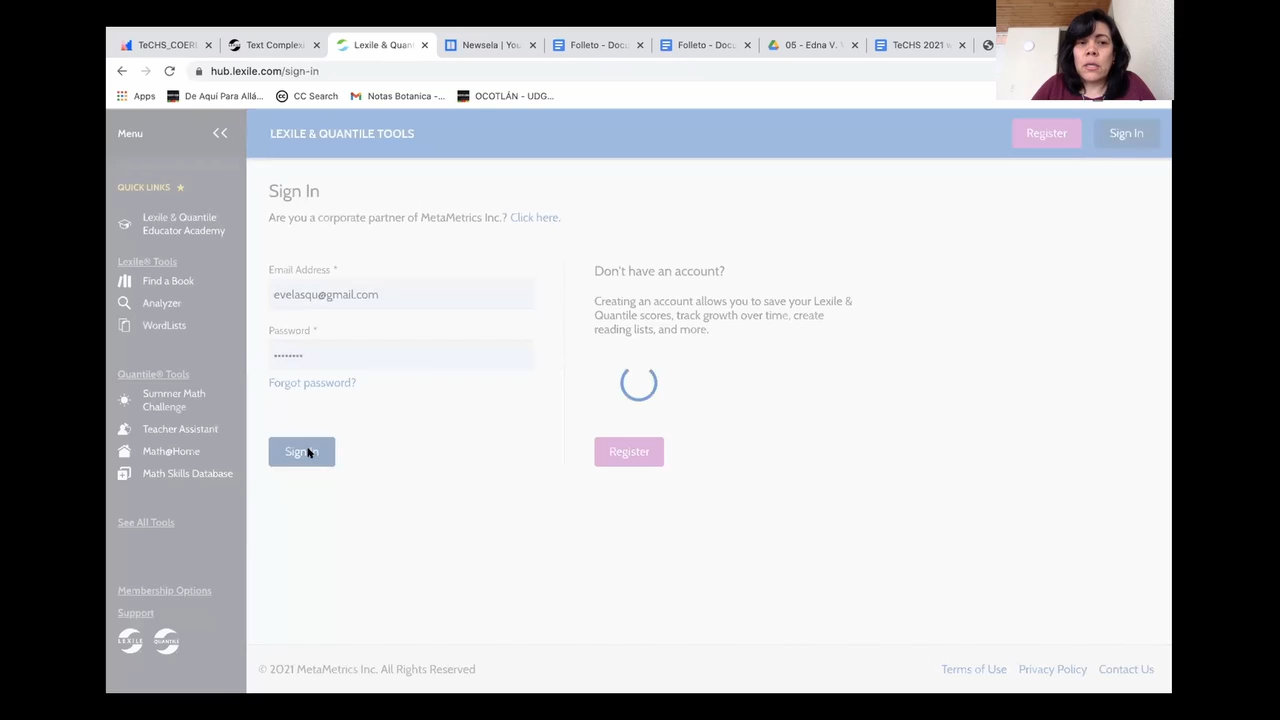 TeCHS_COERL
Text Complexi
Lexile & Quan
Newsela | You
Folleto - Docu
Folleto - Docu
05 - Edna V. V
TeCHS 2021 w
hub.lexile.com/sign-in
Apps
De Aquí Para Allá...
CC Search
Notas Botanica -...
OCOTLÁN - UDG...
Menu
LEXILE & QUANTILE TOOLS
Register
Sign In
QUICK LINKS
Lexile & Quantile
Educator Academy
Lexile® Tools
Find a Book
Analyzer
WordLists
Quantile® Tools
Summer Math
Challenge
Teacher Assistant
Math@Home
Math Skills Database
See All Tools
Membership Options
Support
LEXILE
QUANTILE
Sign In
Are you a corporate partner of MetaMetrics Inc.? Click here.
Email Address *
evelasqu@gmail.com
Password *
••••••••
Forgot password?
Sign In
Don't have an account?
Creating an account allows you to save your Lexile &
Quantile scores, track growth over time, create
reading lists, and more.
Register
© 2021 MetaMetrics Inc. All Rights Reserved
Terms of Use
Privacy Policy
Contact Us